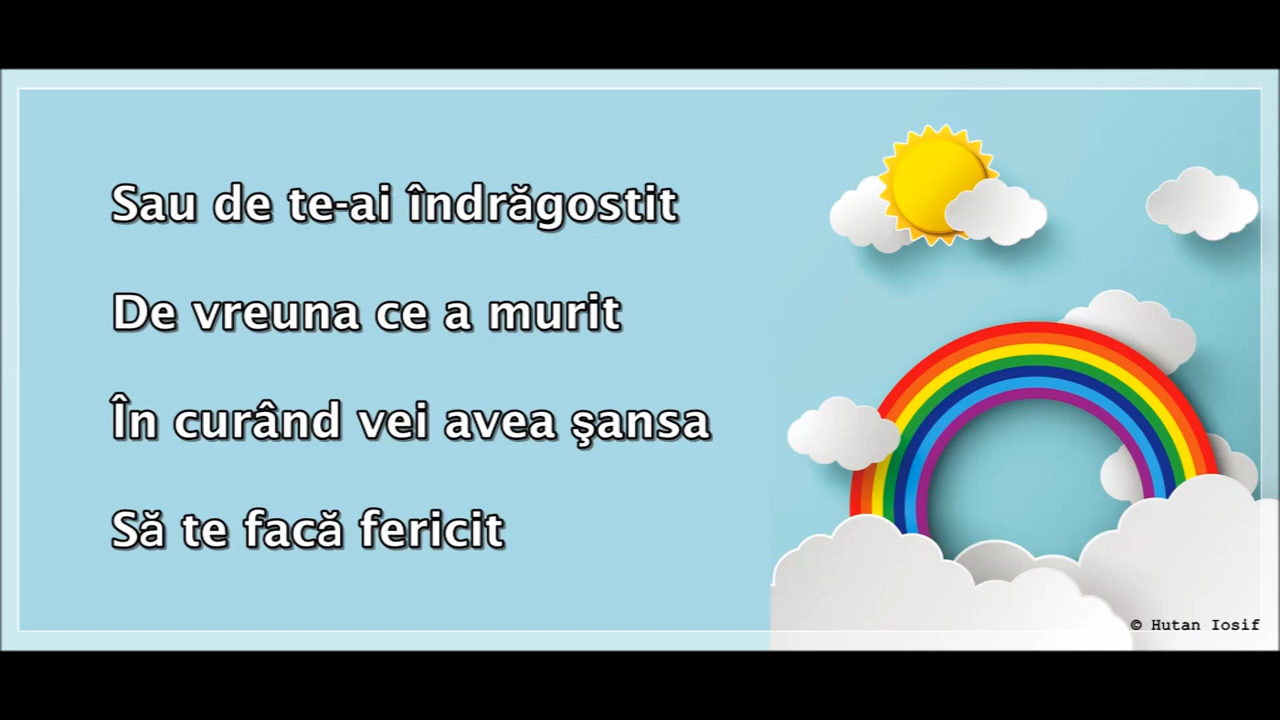 Sau de te-ai îndrăgostit
De vreuna ce a murit
În curând vei avea şansa
Să te facă fericit
© Hutan Iosif